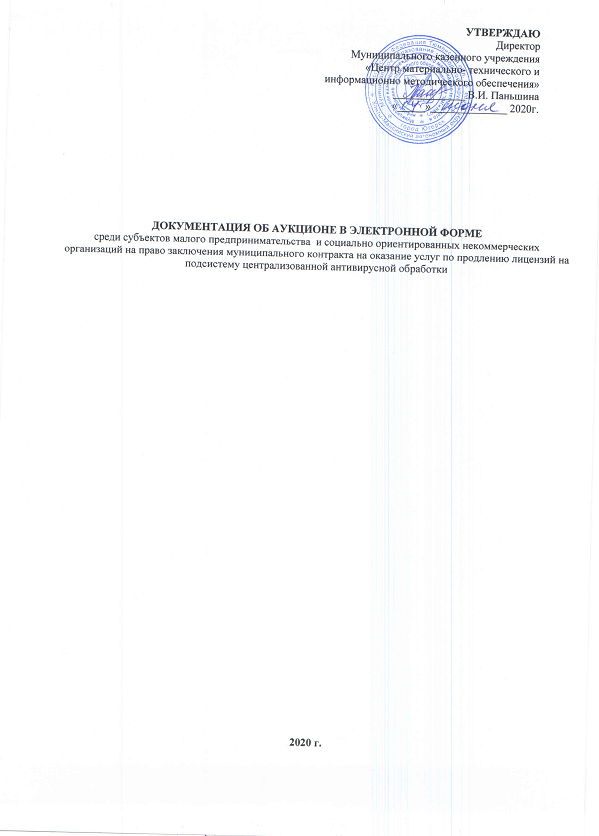 УТВЕРЖДАЮ
Директор
Муниципального казенного учреждения
«Центр материально- технического и
информационно методического обеспечения»
В.И. Паньшина
« » 2020г.
ДОКУМЕНТАЦИЯ ОБ АУКЦИОНЕ В ЭЛЕКТРОННОЙ ФОРМЕ
среди субъектов малого предпринимательства и социально ориентированных некоммерческих
организаций на право заключения муниципального контракта на оказание услуг по продлению лицензий на
подсистему централизованной антивирусной обработки
2020 г.